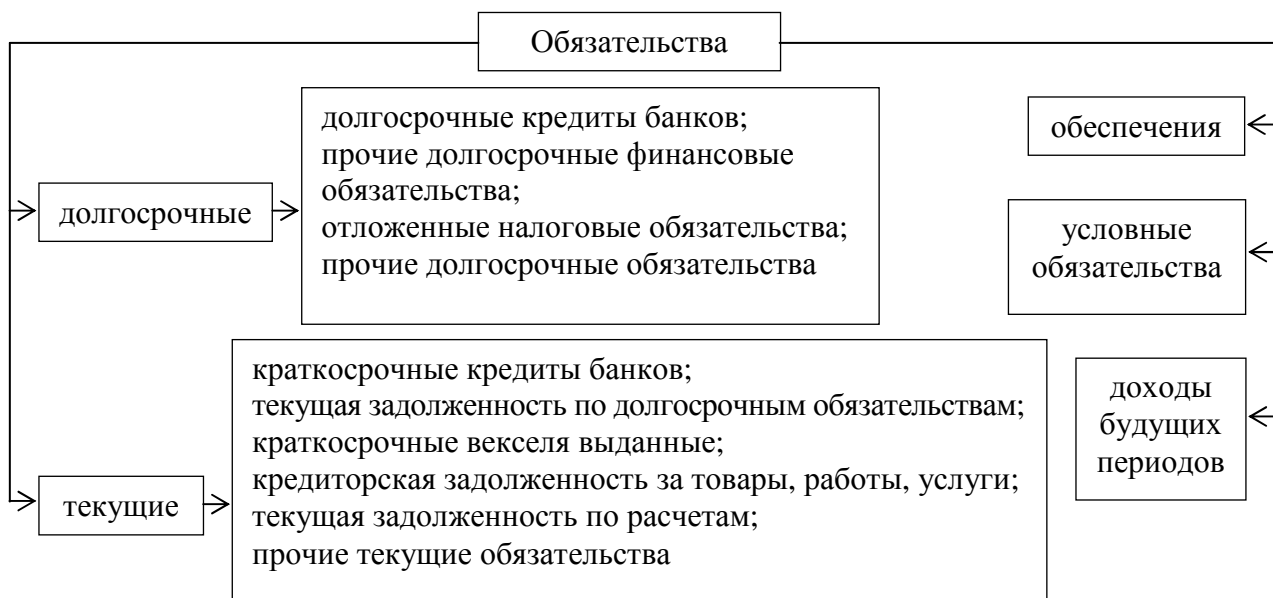 Обязательства
долгосрочные
долгосрочные кредиты банков;
прочие долгосрочные финансовые
обязательства;
отложенные налоговые обязательства;
прочие долгосрочные обязательства
текущие
краткосрочные кредиты банков;
текущая задолженность по долгосрочным обязательствам;
краткосрочные векселя выданные;
кредиторская задолженность за товары, работы, услуги;
текущая задолженность по расчетам;
прочие текущие обязательства
обеспечения
условные
обязательства
доходы
будущих
периодов